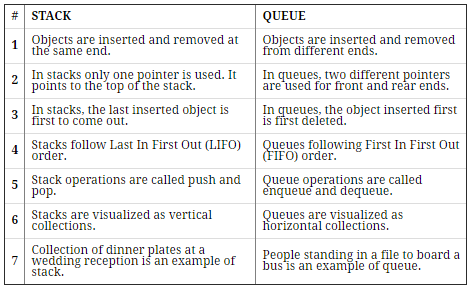 # STACK QUEUE
1 Objects are inserted and removed at the same end. Objects are inserted and removed from different ends.
2 In stacks only one pointer is used. It points to the top of the stack. In queues, two different pointers are used for front and rear ends.
3 In stacks, the last inserted object is first to come out. In queues, the object inserted first is first deleted.
4 Stacks follow Last In First Out (LIFO) order. Queues following First In First Out (FIFO) order.
5 Stack operations are called push and pop. Queue operations are called enqueue and dequeue.
6 Stacks are visualized as vertical collections. Queues are visualized as horizontal collections.
7 Collection of dinner plates at a wedding reception is an example of stack. People standing in a file to board a bus is an example of queue.